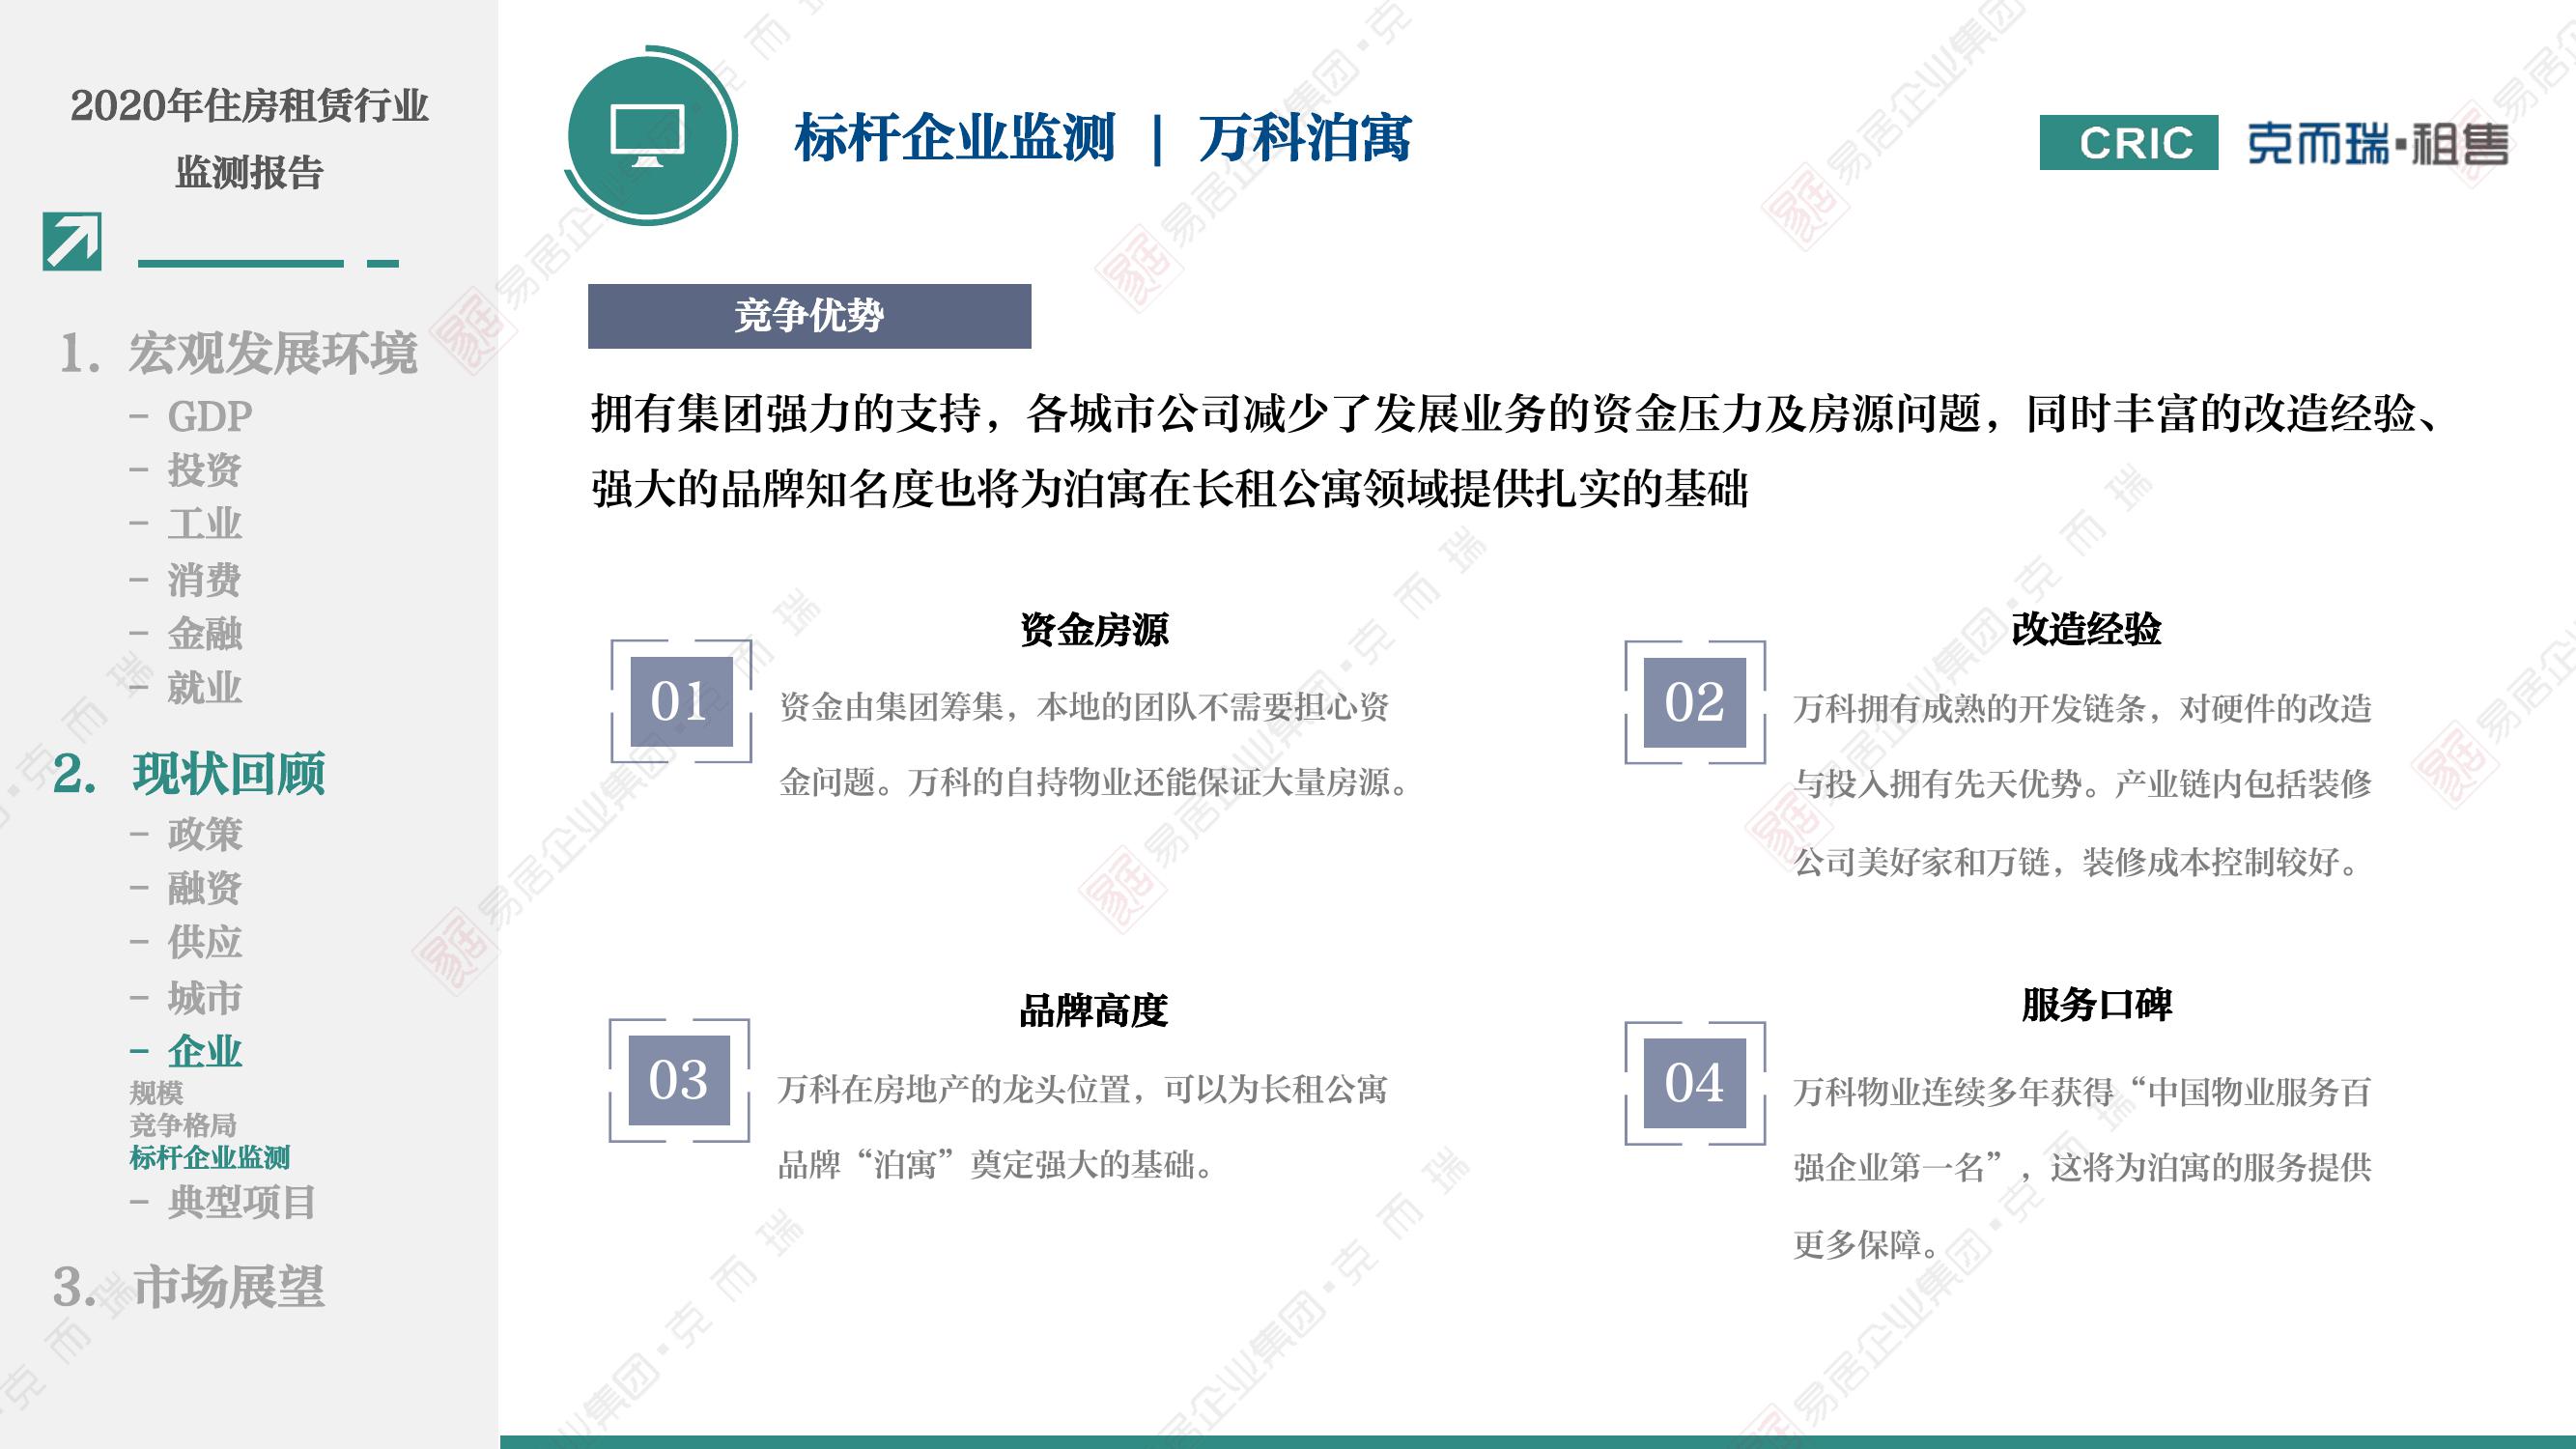 2020年住房租赁行业
监测报告
1. 宏观发展环境
- GDP
- 投资
- 工业
- 消费
- 金融
- 就业
2. 现状回顾
- 政策
- 融资
- 供应
- 城市
- 企业
规模
竞争格局
标杆企业监测
- 典型项目
3. 市场展望
标杆企业监测 | 万科泊寓
CRIC 克而瑞·租售
竞争优势
拥有集团强力的支持，各城市公司减少了发展业务的资金压力及房源问题，同时丰富的改造经验、
强大的品牌知名度也将为泊寓在长租公寓领域提供扎实的基础
01
资金房源
资金由集团筹集，本地的团队不需要担心资
金问题。万科的自持物业还能保证大量房源。
02
改造经验
万科拥有成熟的开发链条，对硬件的改造
与投入拥有先天优势。产业链内包括装修
公司美好家和万链，装修成本控制较好。
03
品牌高度
万科在房地产的龙头位置，可以为长租公寓
品牌“泊寓”奠定强大的基础。
04
服务口碑
万科物业连续多年获得“中国物业服务百
强企业第一名”，这将为泊寓的服务提供
更多保障。
易居企业集团·克而瑞